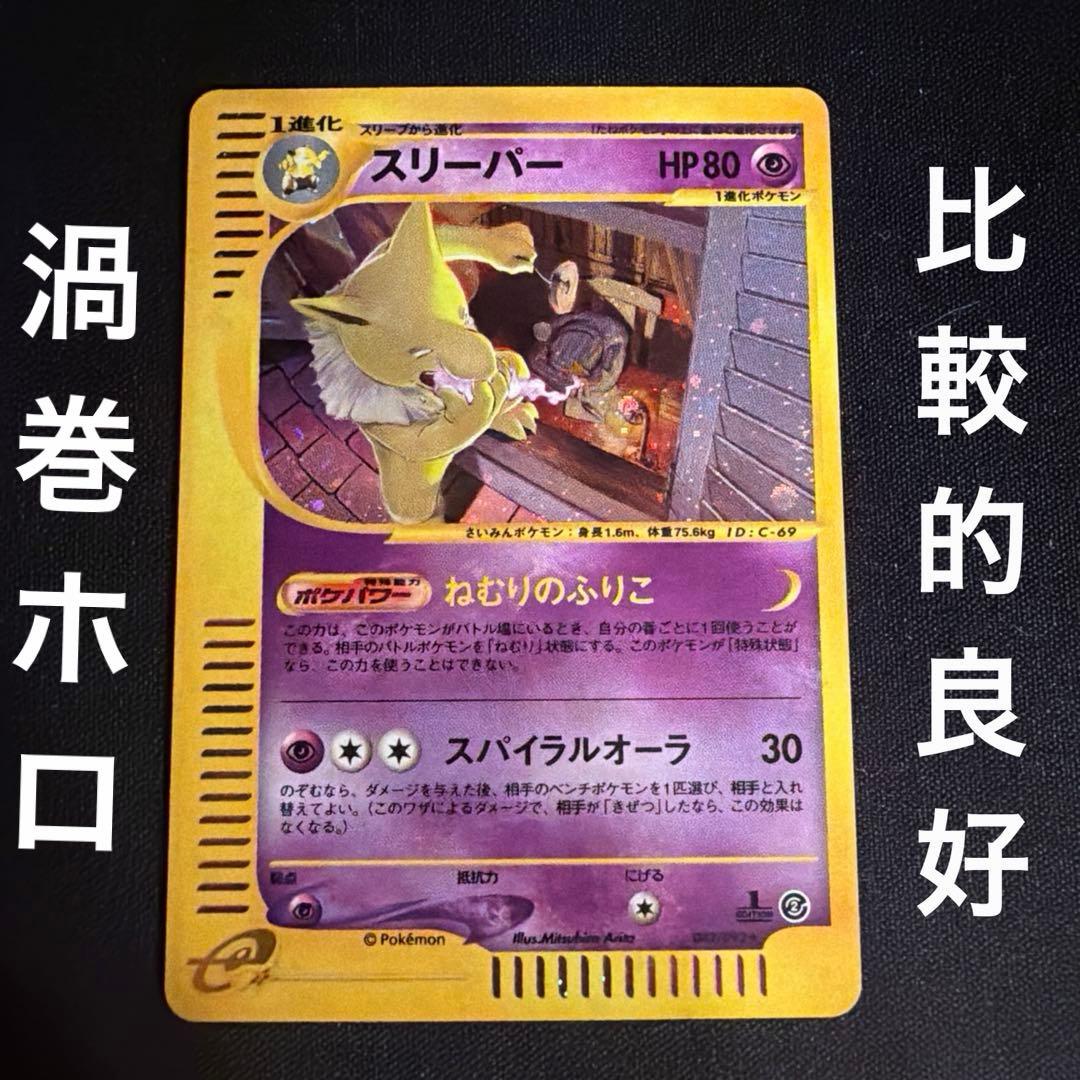 渦巻ホロ
比較的良好
1進化 スリープから進化
スリーパー HP80
1進化ポケモン
さいみんポケモン：身長1.6m、体重75.6kg ID：C-69
特殊能力
ポケパワー ねむりのふりこ
この力は、このポケモンがバトル場にいるとき、自分の番ごとに1回使うことが
できる。相手のバトルポケモンを「ねむり」状態にする。このポケモンが「特殊状態」
なら、この力を使うことはできない。
スパイラルオーラ 30
のぞむなら、ダメージを与えた後、相手のベンチポケモンを1匹選び、相手と入れ
替えてよい。（このワザによるダメージで、相手が「きぜつ」したなら、この効果は
なくなる。）
弱点 抵抗力 にげる
1 EDITION
©Pokémon Illus.Mitsuhiro Arita